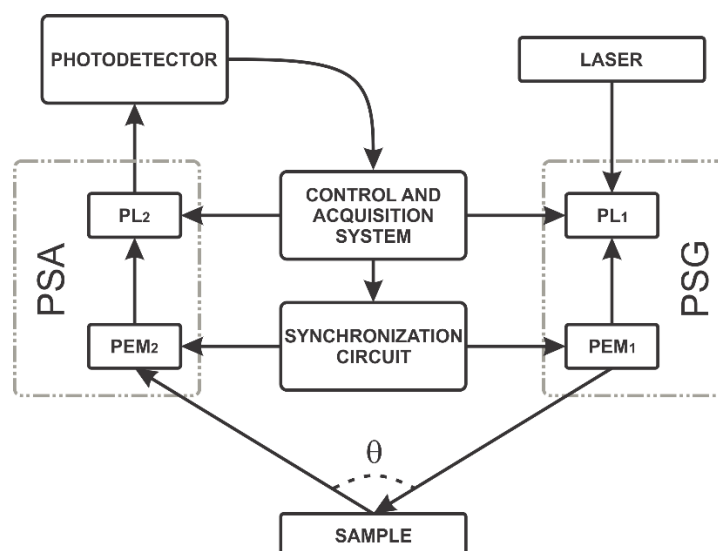 PHOTODETECTOR
LASER
PL2
CONTROL AND
ACQUISITION
SYSTEM
PL1
PSA
PSG
PEM2
SYNCHRONIZATION
CIRCUIT
PEM1
θ
SAMPLE